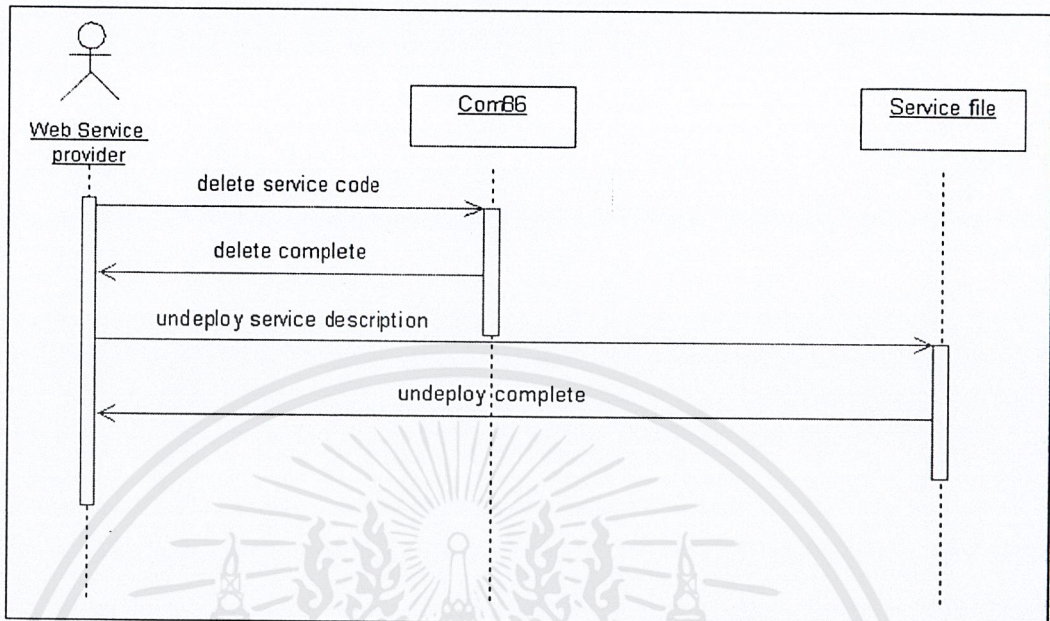 Com86
Service file
Web Service
provider
delete service code
delete complete
undeploy service description
undeploy complete